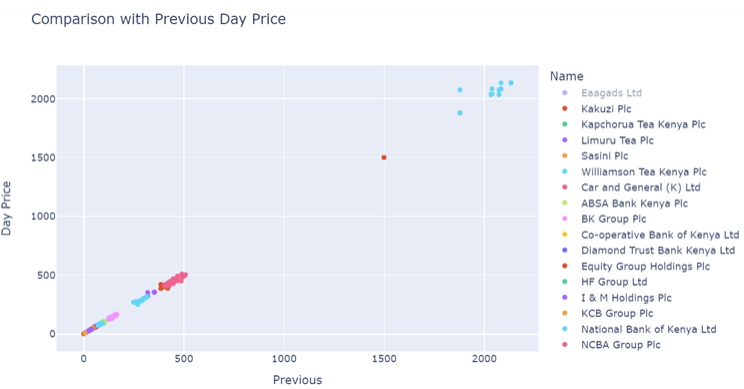 Comparison with Previous Day Price
Day Price
2000
1500
1000
500
0
0
500
1000
1500
2000
Previous
Name
Eaagads Ltd
Kakuzi Plc
Kapchorua Tea Kenya Plc
Limuru Tea Plc
Sasini Plc
Williamson Tea Kenya Plc
Car and General (K) Ltd
ABSA Bank Kenya Plc
BK Group Plc
Co-operative Bank of Kenya Ltd
Diamond Trust Bank Kenya Ltd
Equity Group Holdings Plc
HF Group Ltd
I & M Holdings Plc
KCB Group Plc
National Bank of Kenya Ltd
NCBA Group Plc